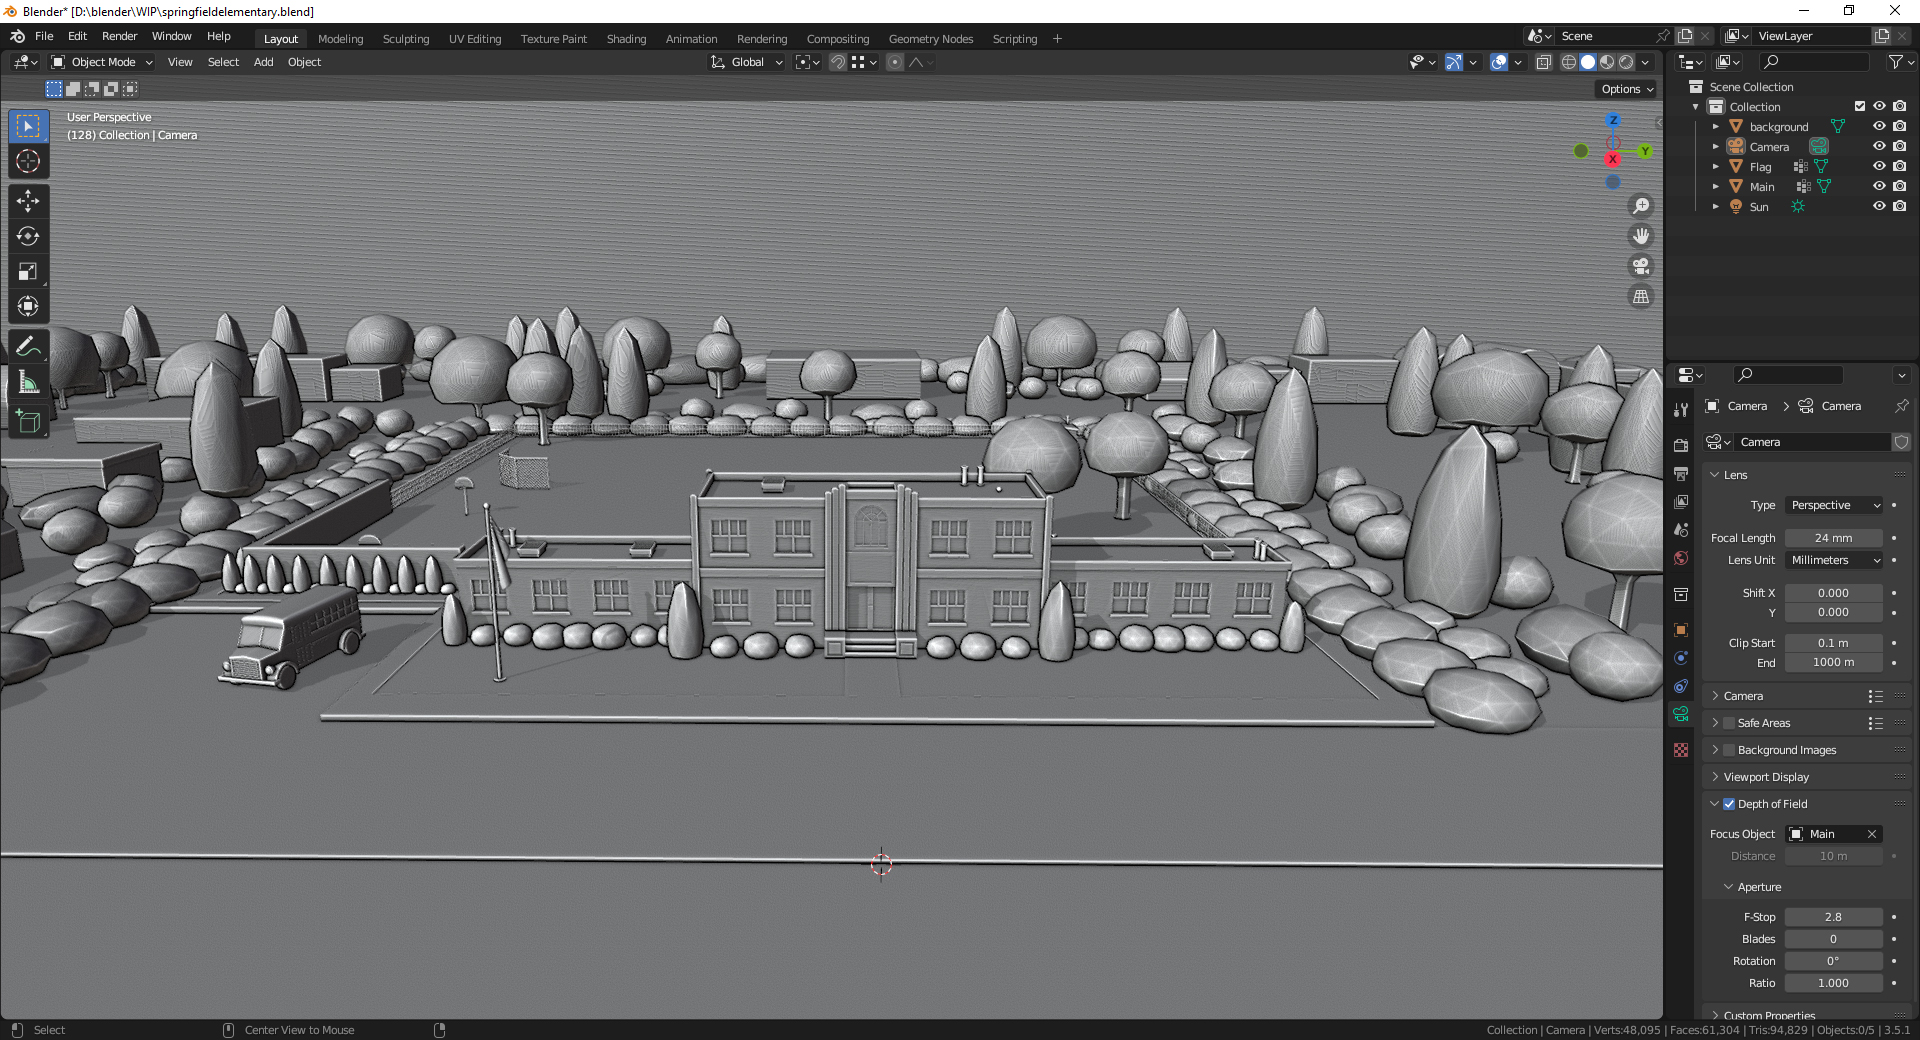 Blender* [D:\blender\WIP\springfieldelementary.blend]
File Edit Render Window Help Layout Modeling Sculpting UV Editing Texture Paint Shading Animation Rendering Compositing Geometry Nodes Scripting + Scene ViewLayer
Object Mode View Select Add Object Global
Options
User Perspective
(128) Collection | Camera
Z
Y
X
Scene Collection
Collection
background
Camera
Flag
Main
Sun
Camera > Camera
Camera
Lens
Type Perspective
Focal Length 24 mm
Lens Unit Millimeters
Shift X 0.000
Y 0.000
Clip Start 0.1 m
End 1000 m
Camera
Safe Areas
Background Images
Viewport Display
Depth of Field
Focus Object Main
Distance 10 m
Aperture
F-Stop 2.8
Blades 0
Rotation 0°
Ratio 1.000
Custom Properties
Select Center View to Mouse Collection | Camera | Verts:48,095 | Faces:61,304 | Tris:94,829 | Objects:0/5 | 3.5.1